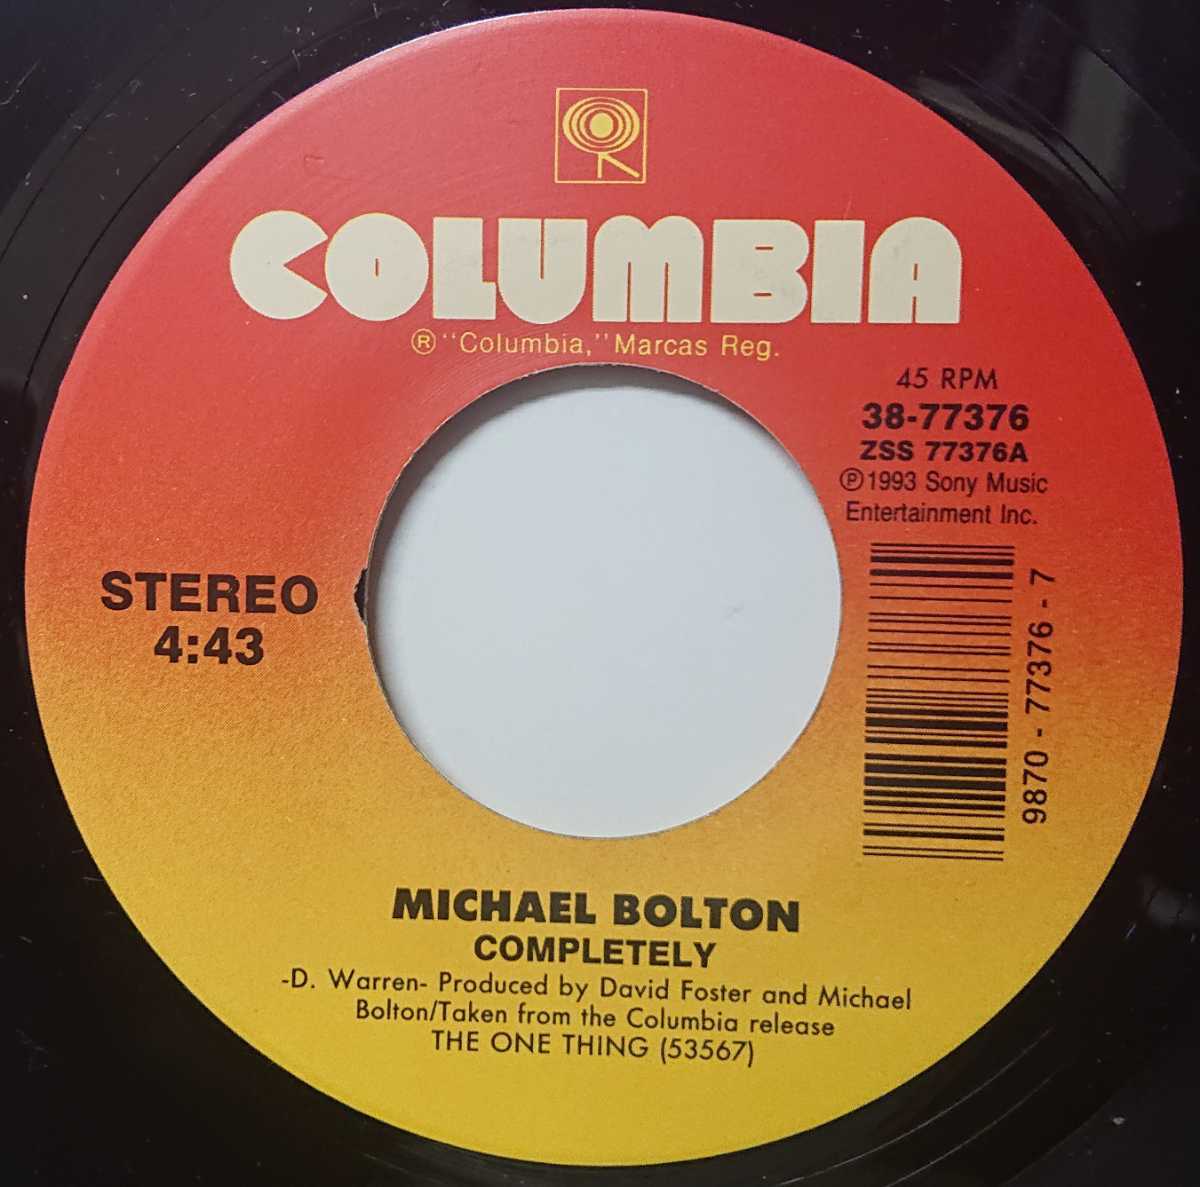 COLUMBIA
® "Columbia," Marcas Reg.
45 RPM
38-77376
ZSS 77376A
℗1993 Sony Music
Entertainment Inc.
STEREO
4:43
9870 - 77376 - 7
MICHAEL BOLTON
COMPLETELY
-D. Warren- Produced by David Foster and Michael
Bolton/Taken from the Columbia release
THE ONE THING (53567)